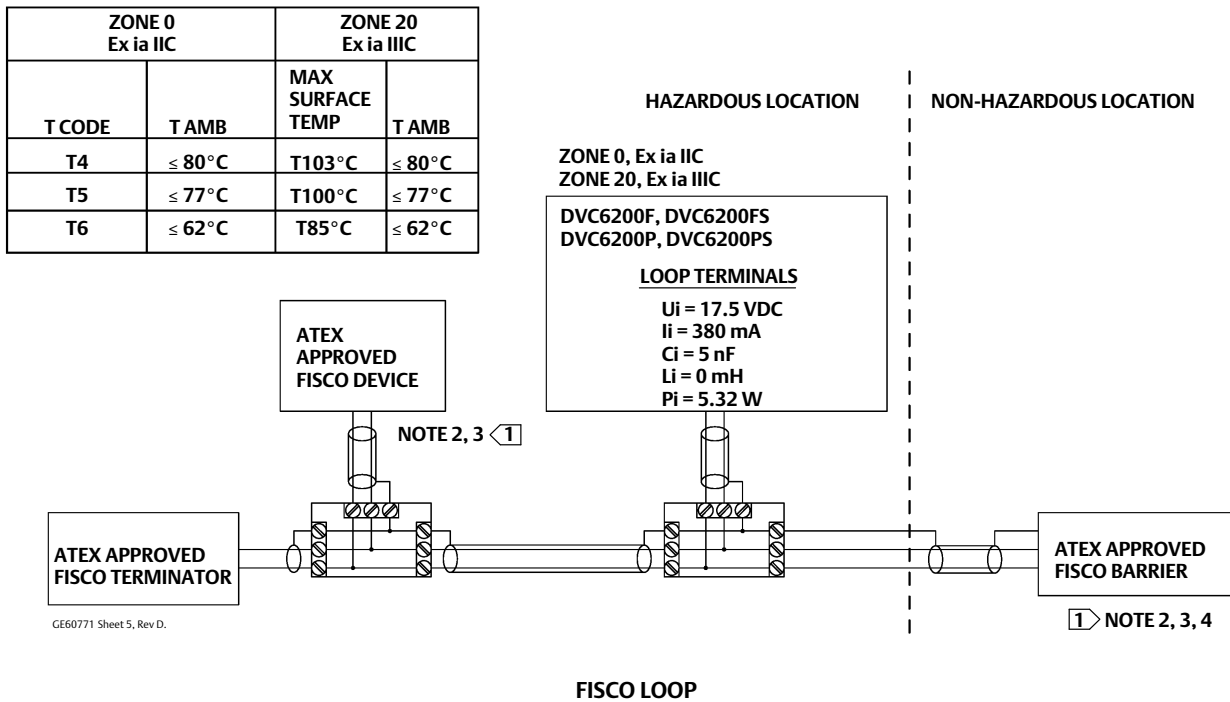 ZONE 0
Ex ia IIC
ZONE 20
Ex ia IIIC
T CODE
T AMB
MAX
SURFACE
TEMP
T AMB
T4 ≤ 80°C T103°C ≤ 80°C
T5 ≤ 77°C T100°C ≤ 77°C
T6 ≤ 62°C T85°C ≤ 62°C
HAZARDOUS LOCATION
NON-HAZARDOUS LOCATION
ZONE 0, Ex ia IIC
ZONE 20, Ex ia IIIC
DVC6200F, DVC6200FS
DVC6200P, DVC6200PS
LOOP TERMINALS
Ui = 17.5 VDC
Ii = 380 mA
Ci = 5 nF
Li = 0 mH
Pi = 5.32 W
ATEX
APPROVED
FISCO DEVICE
NOTE 2, 3 1
ATEX APPROVED
FISCO TERMINATOR
ATEX APPROVED
FISCO BARRIER
GE60771 Sheet 5, Rev D.
1 NOTE 2, 3, 4
FISCO LOOP